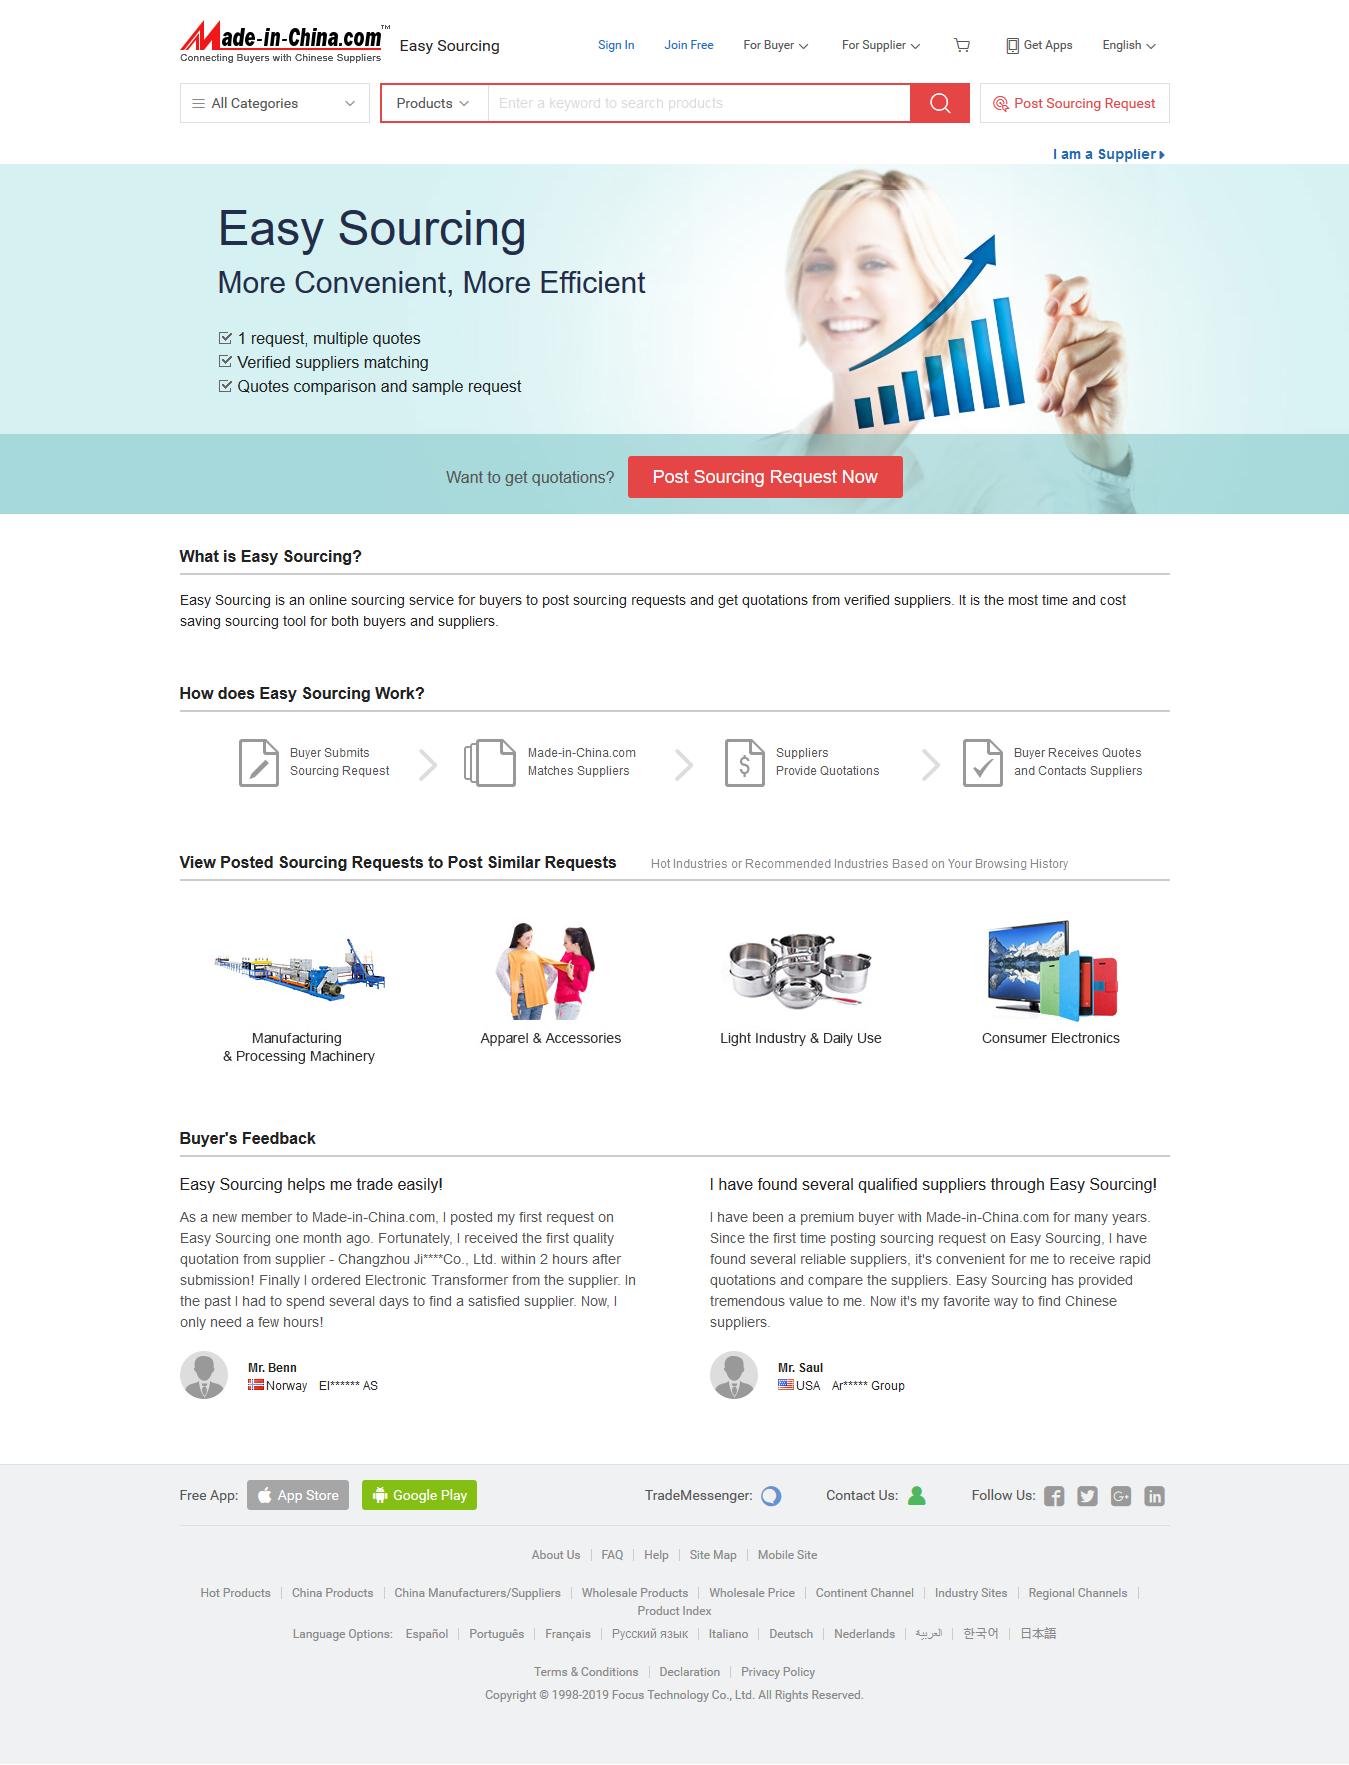 Made-in-China.com™
Connecting Buyers with Chinese Suppliers
Easy Sourcing
Sign In
Join Free
For Buyer
For Supplier
Get Apps
English
All Categories
Products
Enter a keyword to search products
Post Sourcing Request
I am a Supplier
Easy Sourcing
More Convenient, More Efficient
1 request, multiple quotes
Verified suppliers matching
Quotes comparison and sample request
Want to get quotations?
Post Sourcing Request Now
What is Easy Sourcing?
Easy Sourcing is an online sourcing service for buyers to post sourcing requests and get quotations from verified suppliers. It is the most time and cost
saving sourcing tool for both buyers and suppliers.
How does Easy Sourcing Work?
Buyer Submits
Sourcing Request
Made-in-China.com
Matches Suppliers
Suppliers
Provide Quotations
Buyer Receives Quotes
and Contacts Suppliers
View Posted Sourcing Requests to Post Similar Requests
Hot Industries or Recommended Industries Based on Your Browsing History
Manufacturing
& Processing Machinery
Apparel & Accessories
Light Industry & Daily Use
Consumer Electronics
Buyer's Feedback
Easy Sourcing helps me trade easily!
As a new member to Made-in-China.com, I posted my first request on
Easy Sourcing one month ago. Fortunately, I received the first quality
quotation from supplier - Changzhou Ji****Co., Ltd. within 2 hours after
submission! Finally I ordered Electronic Transformer from the supplier. In
the past I had to spend several days to find a satisfied supplier. Now, I
only need a few hours!
Mr. Benn
Norway El****** AS
I have found several qualified suppliers through Easy Sourcing!
I have been a premium buyer with Made-in-China.com for many years.
Since the first time posting sourcing request on Easy Sourcing, I have
found several reliable suppliers, it's convenient for me to receive rapid
quotations and compare the suppliers. Easy Sourcing has provided
tremendous value to me. Now it's my favorite way to find Chinese
suppliers.
Mr. Saul
USA Ar***** Group
Free App:
App Store
Google Play
TradeMessenger:
Contact Us:
Follow Us:
About Us | FAQ | Help | Site Map | Mobile Site
Hot Products | China Products | China Manufacturers/Suppliers | Wholesale Products | Wholesale Price | Continent Channel | Industry Sites | Regional Channels |
Product Index
Language Options: Español | Português | Français | Русский язык | Italiano | Deutsch | Nederlands | العربية | 한국어 | 日本語
Terms & Conditions | Declaration | Privacy Policy
Copyright © 1998-2019 Focus Technology Co., Ltd. All Rights Reserved.